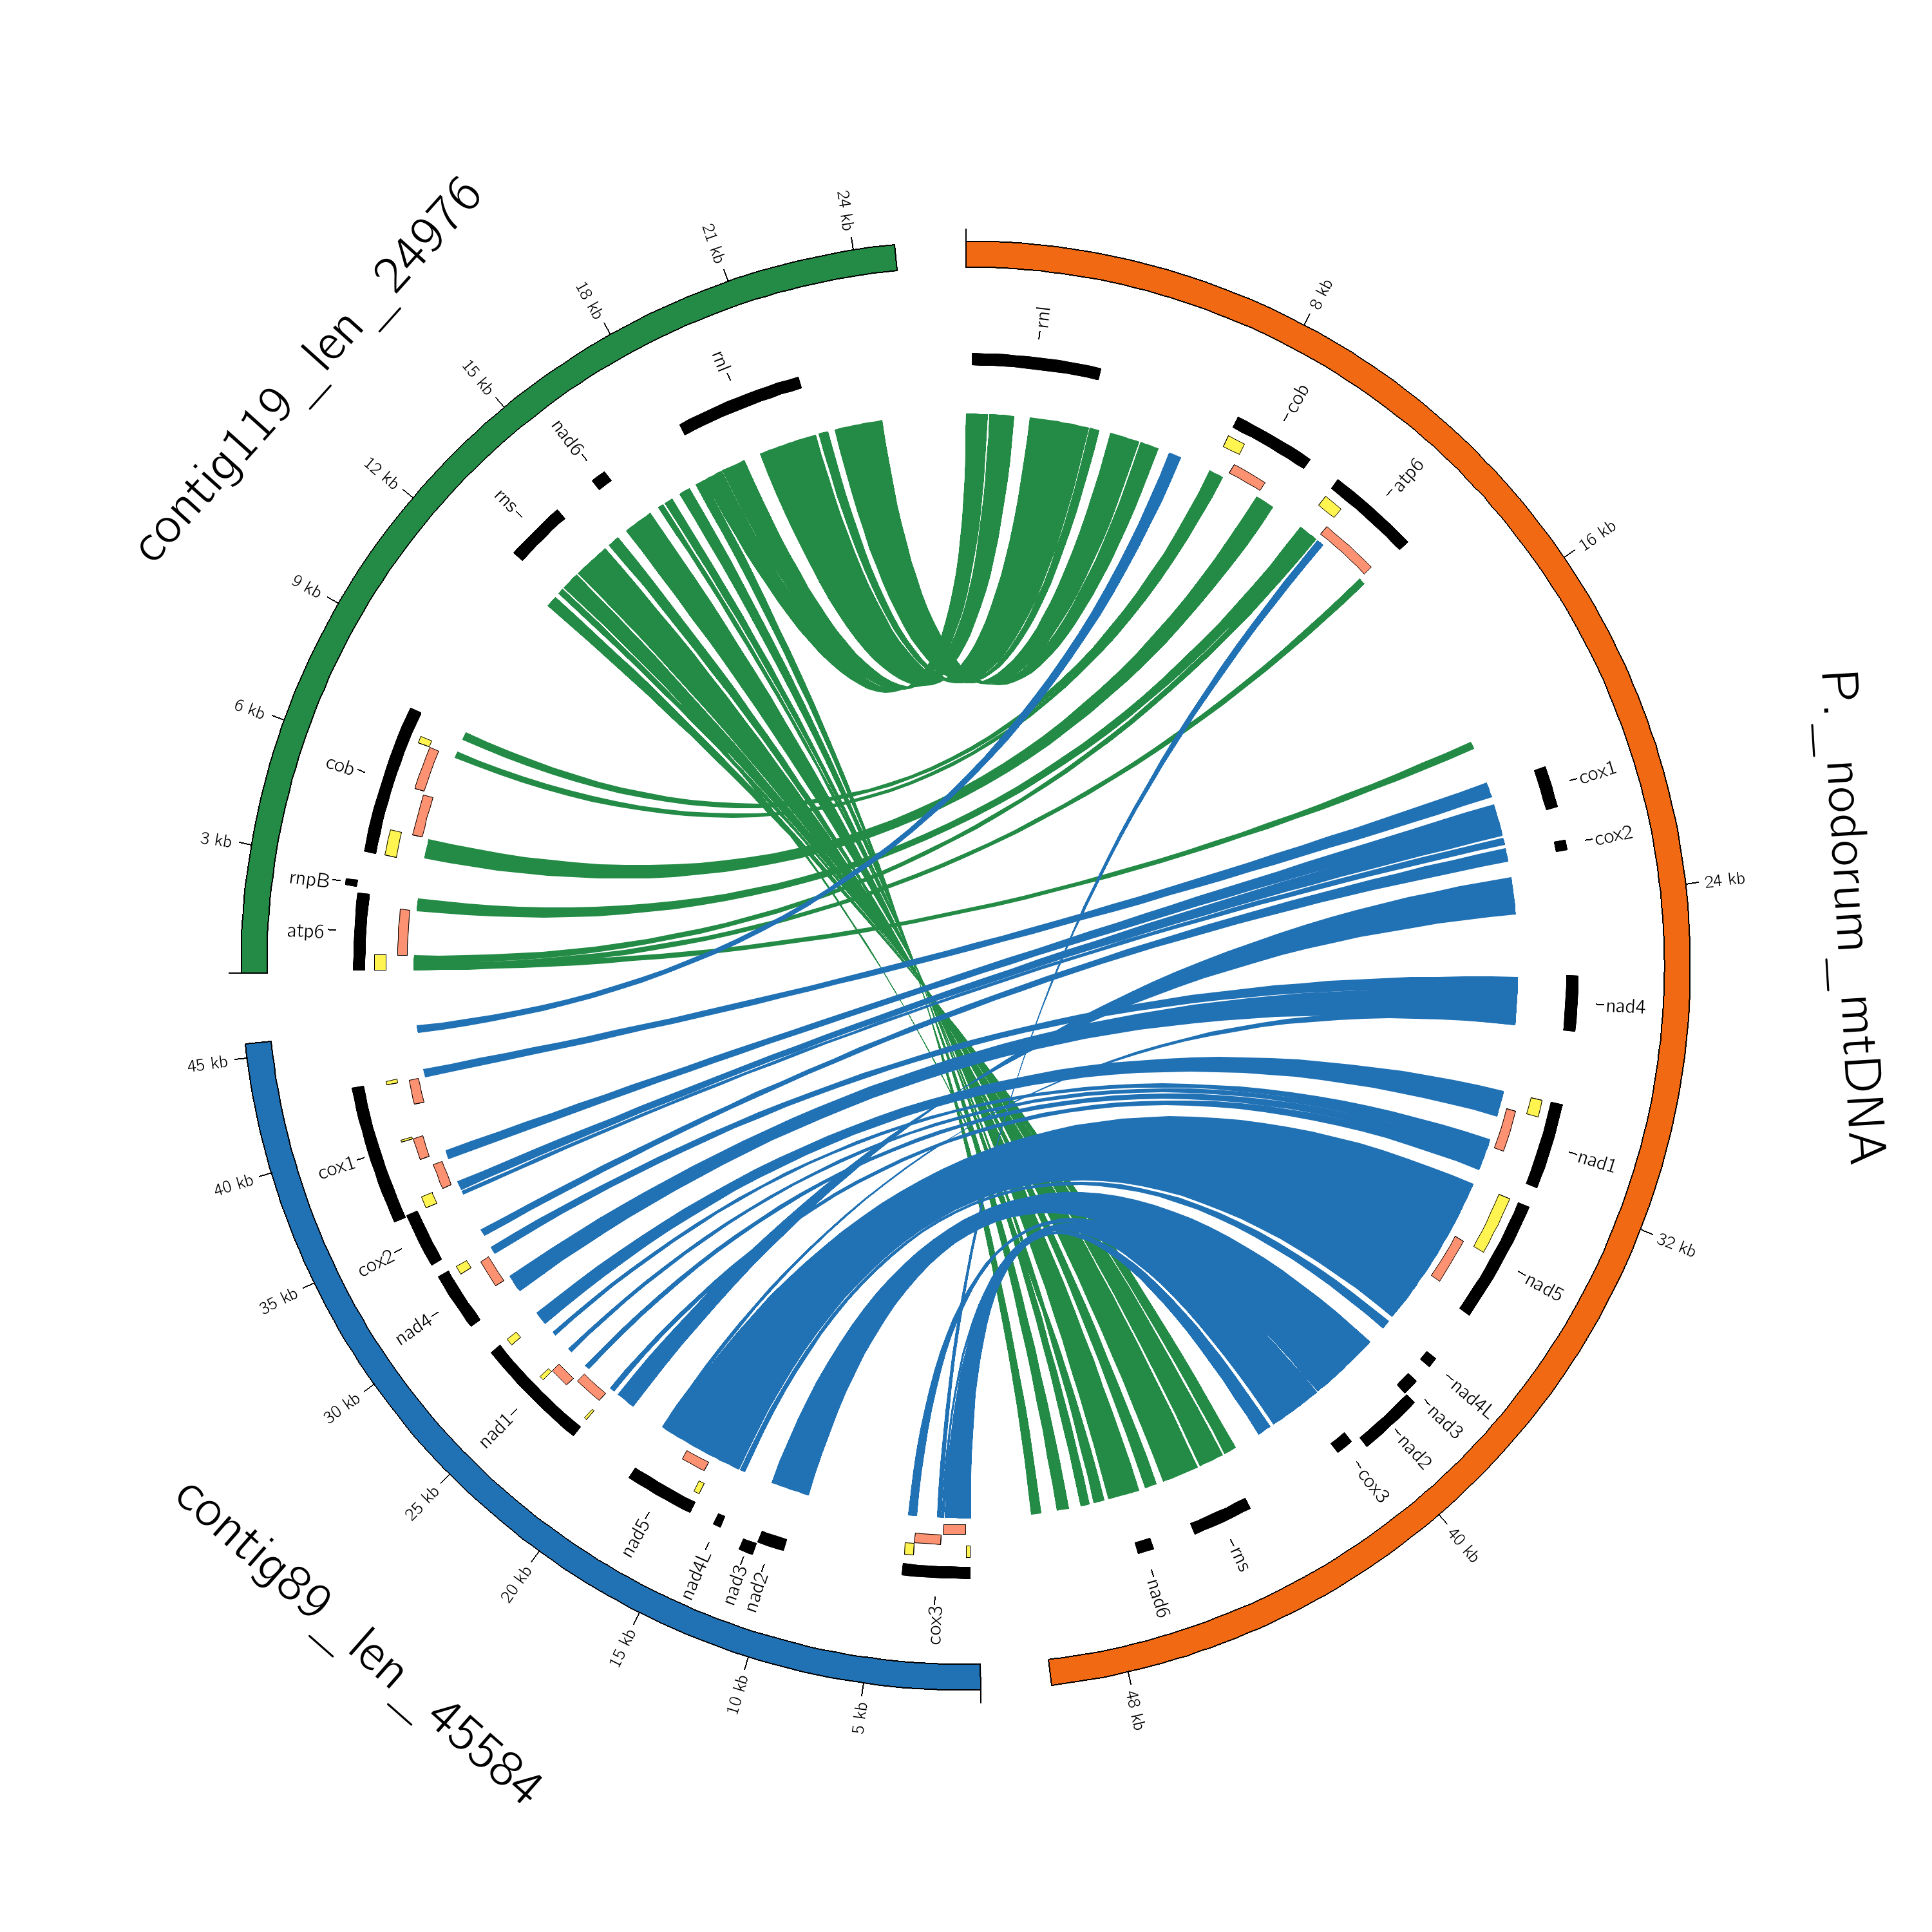 contig119_len_24976
3 kb
6 kb
9 kb
12 kb
15 kb
18 kb
21 kb
24 kb
atp6
rnpB
cob
rns
nad6
rnl
P._nodorum_mtDNA
8 kb
16 kb
24 kb
32 kb
40 kb
48 kb
rnl
cob
atp6
cox1
cox2
nad4
nad1
nad5
nad4L
nad3
nad2
cox3
rns
nad6
contig89_len_45584
5 kb
10 kb
15 kb
20 kb
25 kb
30 kb
35 kb
40 kb
45 kb
cox3
nad2
nad3
nad4L
nad5
nad1
nad4
cox2
cox1